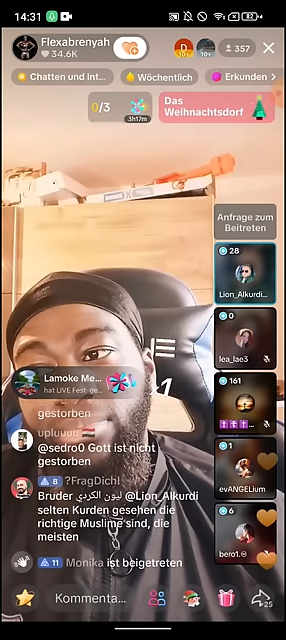 14:31
82
Flexabrenyah
34.6K
10+
357
Chatten und Int...
Wöchentlich
Erkunden
0/3
3h17m
Das
Weihnachtsdorf
Anfrage zum
Beitreten
28
Lion_Alkurdi...
0
lea_lae3
Lamoke Me...
hat LIVE Fest ge...
161
gestorben
upluuuu
@sedro0 Gott ist nicht
gestorben
1
evANGELium
8 ?FragDich!
Bruder ليون الكردي @Lion_Alkurdi
selten Kurden gesehen die
richtige Muslime sind, die
meisten
6
bero1.
11 Monika ist beigetreten
Kommenta...
25